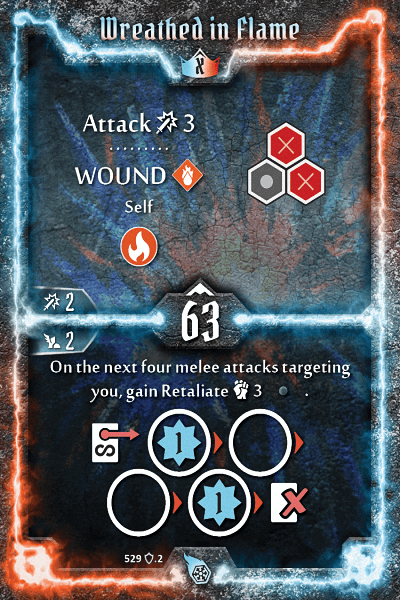 Wreathed in Flame
X
Attack 3
WOUND
Self
2
63
2
On the next four melee attacks targeting
you, gain Retaliate 3 .
1
1
529 .2